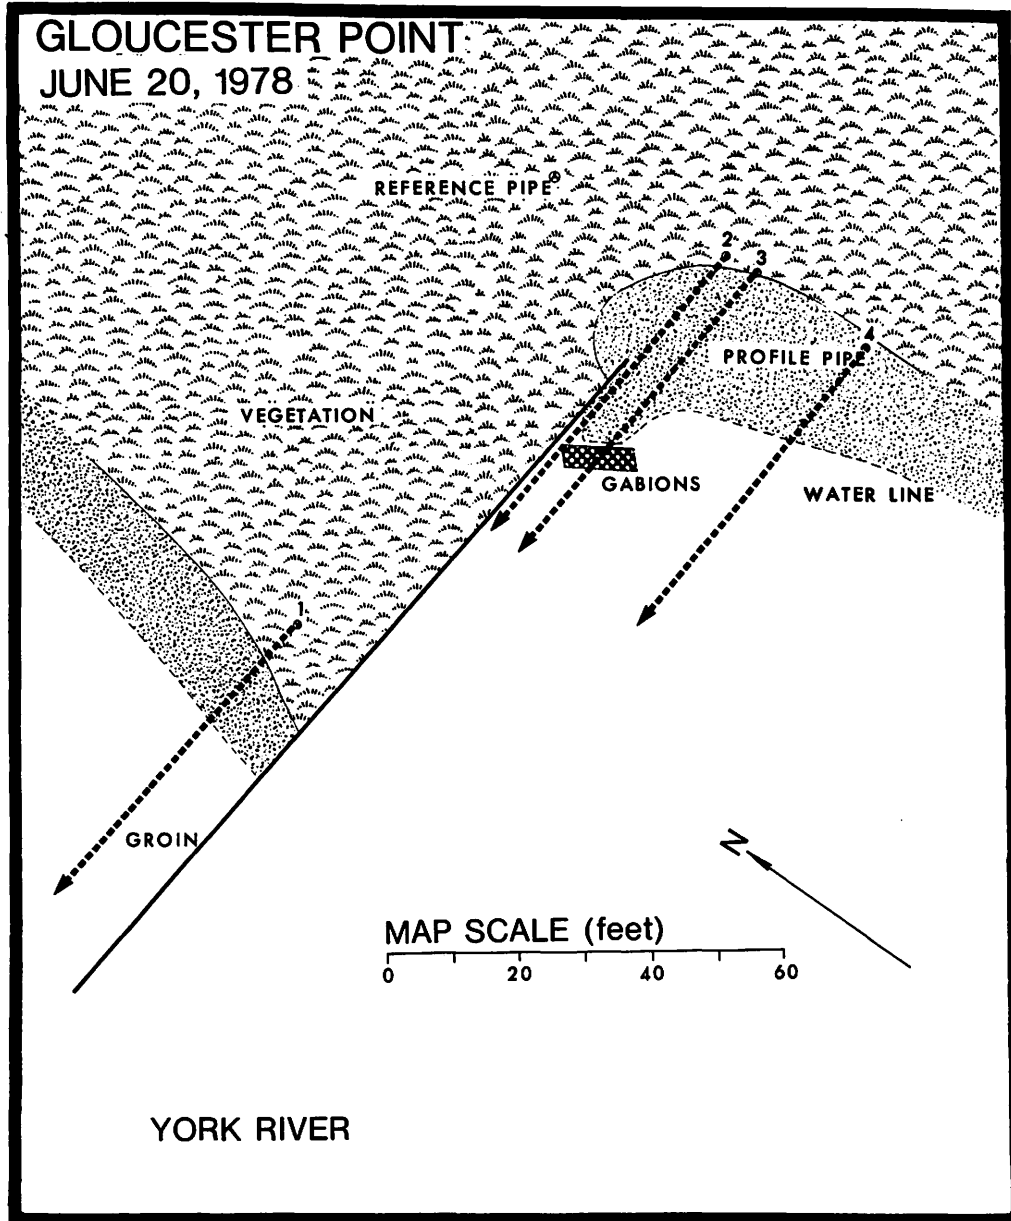 GLOUCESTER POINT
JUNE 20, 1978
REFERENCE PIPE
2
3
4
PROFILE PIPE
VEGETATION
GABIONS
WATER LINE
1
GROIN
N
MAP SCALE (feet)
0 20 40 60
YORK RIVER